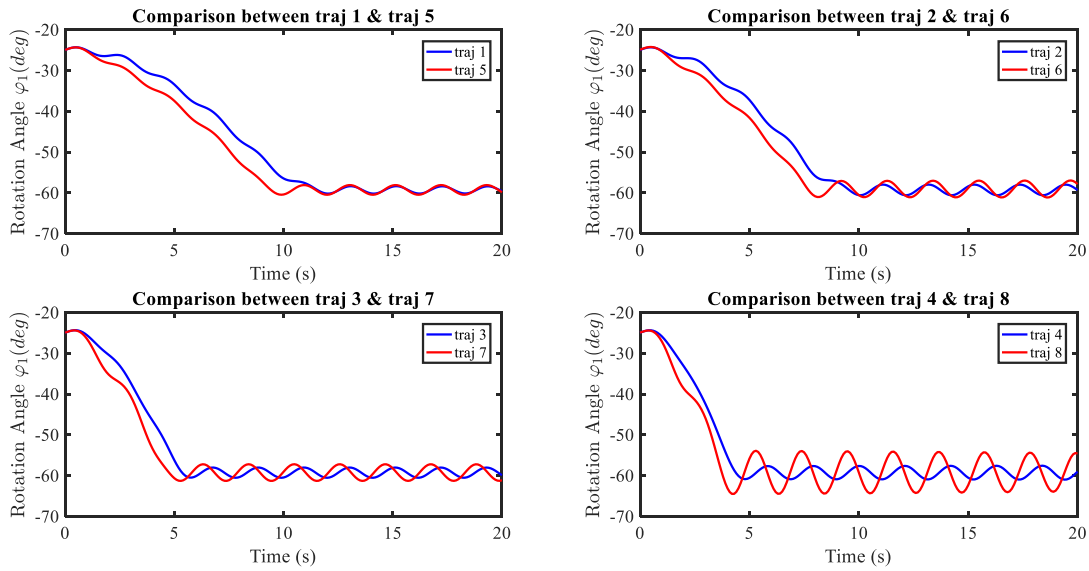 Comparison between traj 1 & traj 5
-20
-30
-40
-50
-60
-70
Rotation Angle φ₁(deg)
traj 1
traj 5
0 5 10 15 20
Time (s)
Comparison between traj 2 & traj 6
-20
-30
-40
-50
-60
-70
Rotation Angle φ₁(deg)
traj 2
traj 6
0 5 10 15 20
Time (s)
Comparison between traj 3 & traj 7
-20
-30
-40
-50
-60
-70
Rotation Angle φ₁(deg)
traj 3
traj 7
0 5 10 15 20
Time (s)
Comparison between traj 4 & traj 8
-20
-30
-40
-50
-60
-70
Rotation Angle φ₁(deg)
traj 4
traj 8
0 5 10 15 20
Time (s)